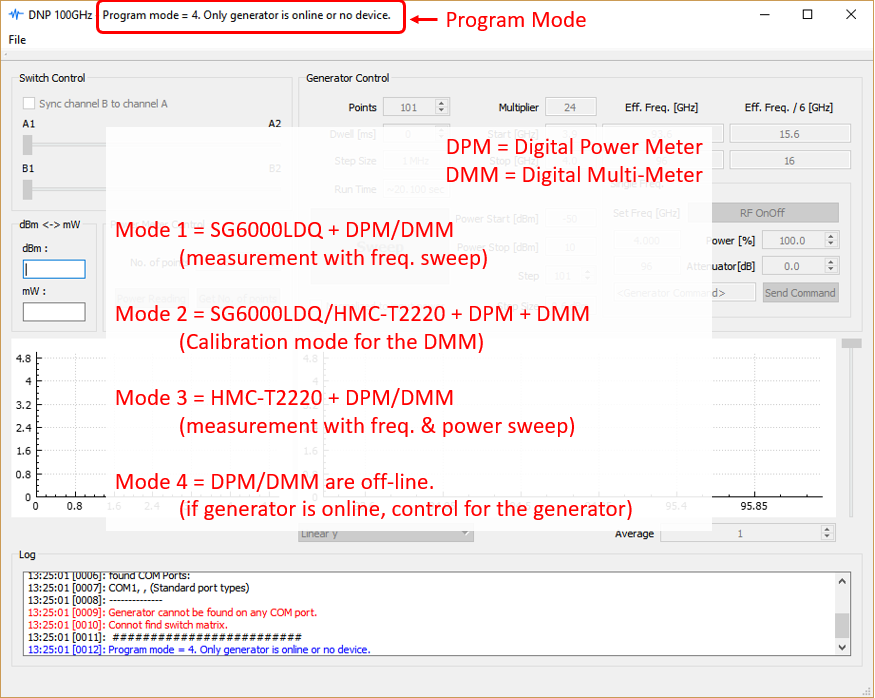 DNP 100GHz Program mode = 4. Only generator is online or no device.
Program Mode
File
Switch Control
Generator Control
Sync channel B to channel A
Points 101
Multiplier 24
Eff. Freq. [GHz]
Eff. Freq. / 6 [GHz]
A1 A2
Dwell [ms]
Start [GHz]
15.6
Step Size 1 MHz
Stop [GHz]
16
B1 B2
Run Time ~20.100 sec
DPM = Digital Power Meter
DMM = Digital Multi-Meter
Single Freq.
dBm <-> mW
Power Start [dBm] -50
Set Freq [GHz]
RF OnOff
dBm :
Power Stop [dBm] 10
4.000
Power [%] 100.0
No. of point
Step 101
96
Attenuator[dB] 0.0
mW :
<Generator Command>
Send Command
Mode 1 = SG6000LDQ + DPM/DMM
(measurement with freq. sweep)
Mode 2 = SG6000LDQ/HMC-T2220 + DPM + DMM
(Calibration mode for the DMM)
Mode 3 = HMC-T2220 + DPM/DMM
(measurement with freq. & power sweep)
Mode 4 = DPM/DMM are off-line.
(if generator is online, control for the generator)
4.8
4
3.2
2.4
1.6
0.8
0
0 0.8 1.6 2.4
4.8
4
1.6
95.4 95.85
Linear y
Average 1
Log
13:25:01 [0006]: found COM Ports:
13:25:01 [0007]: COM1, , (Standard port types)
13:25:01 [0008]: --------------
13:25:01 [0009]: Generator cannot be found on any COM port.
13:25:01 [0010]: Connot find switch matrix.
13:25:01 [0011]: #########################
13:25:01 [0012]: Program mode = 4. Only generator is online or no device.